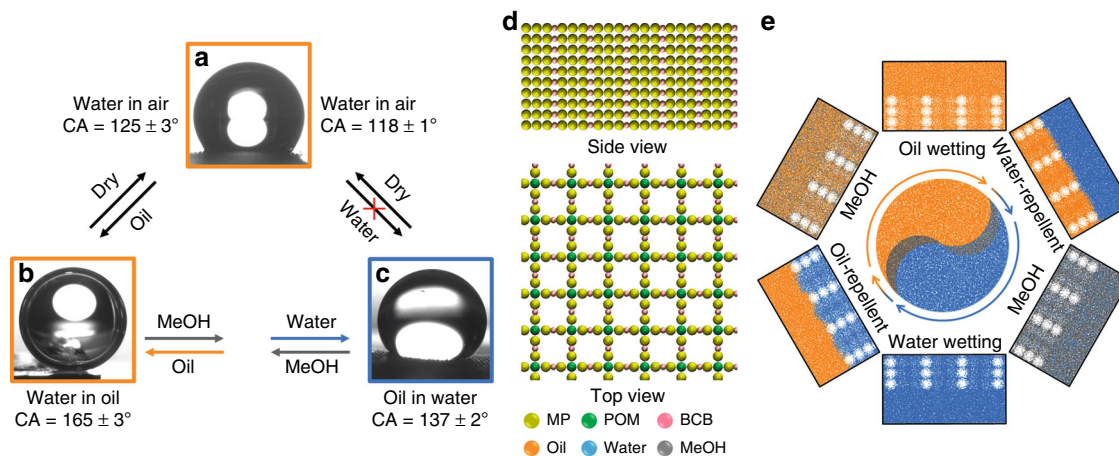 a
Water in air
CA = 125 ± 3°
Water in air
CA = 118 ± 1°
Dry
Oil
Dry
Water
b
c
MeOH
Oil
Water
MeOH
Water in oil
CA = 165 ± 3°
Oil in water
CA = 137 ± 2°
d
Side view
Top view
MP
POM
BCB
Oil
Water
MeOH
e
Oil wetting
Water-repellent
MeOH
Water wetting
Oil-repellent
MeOH